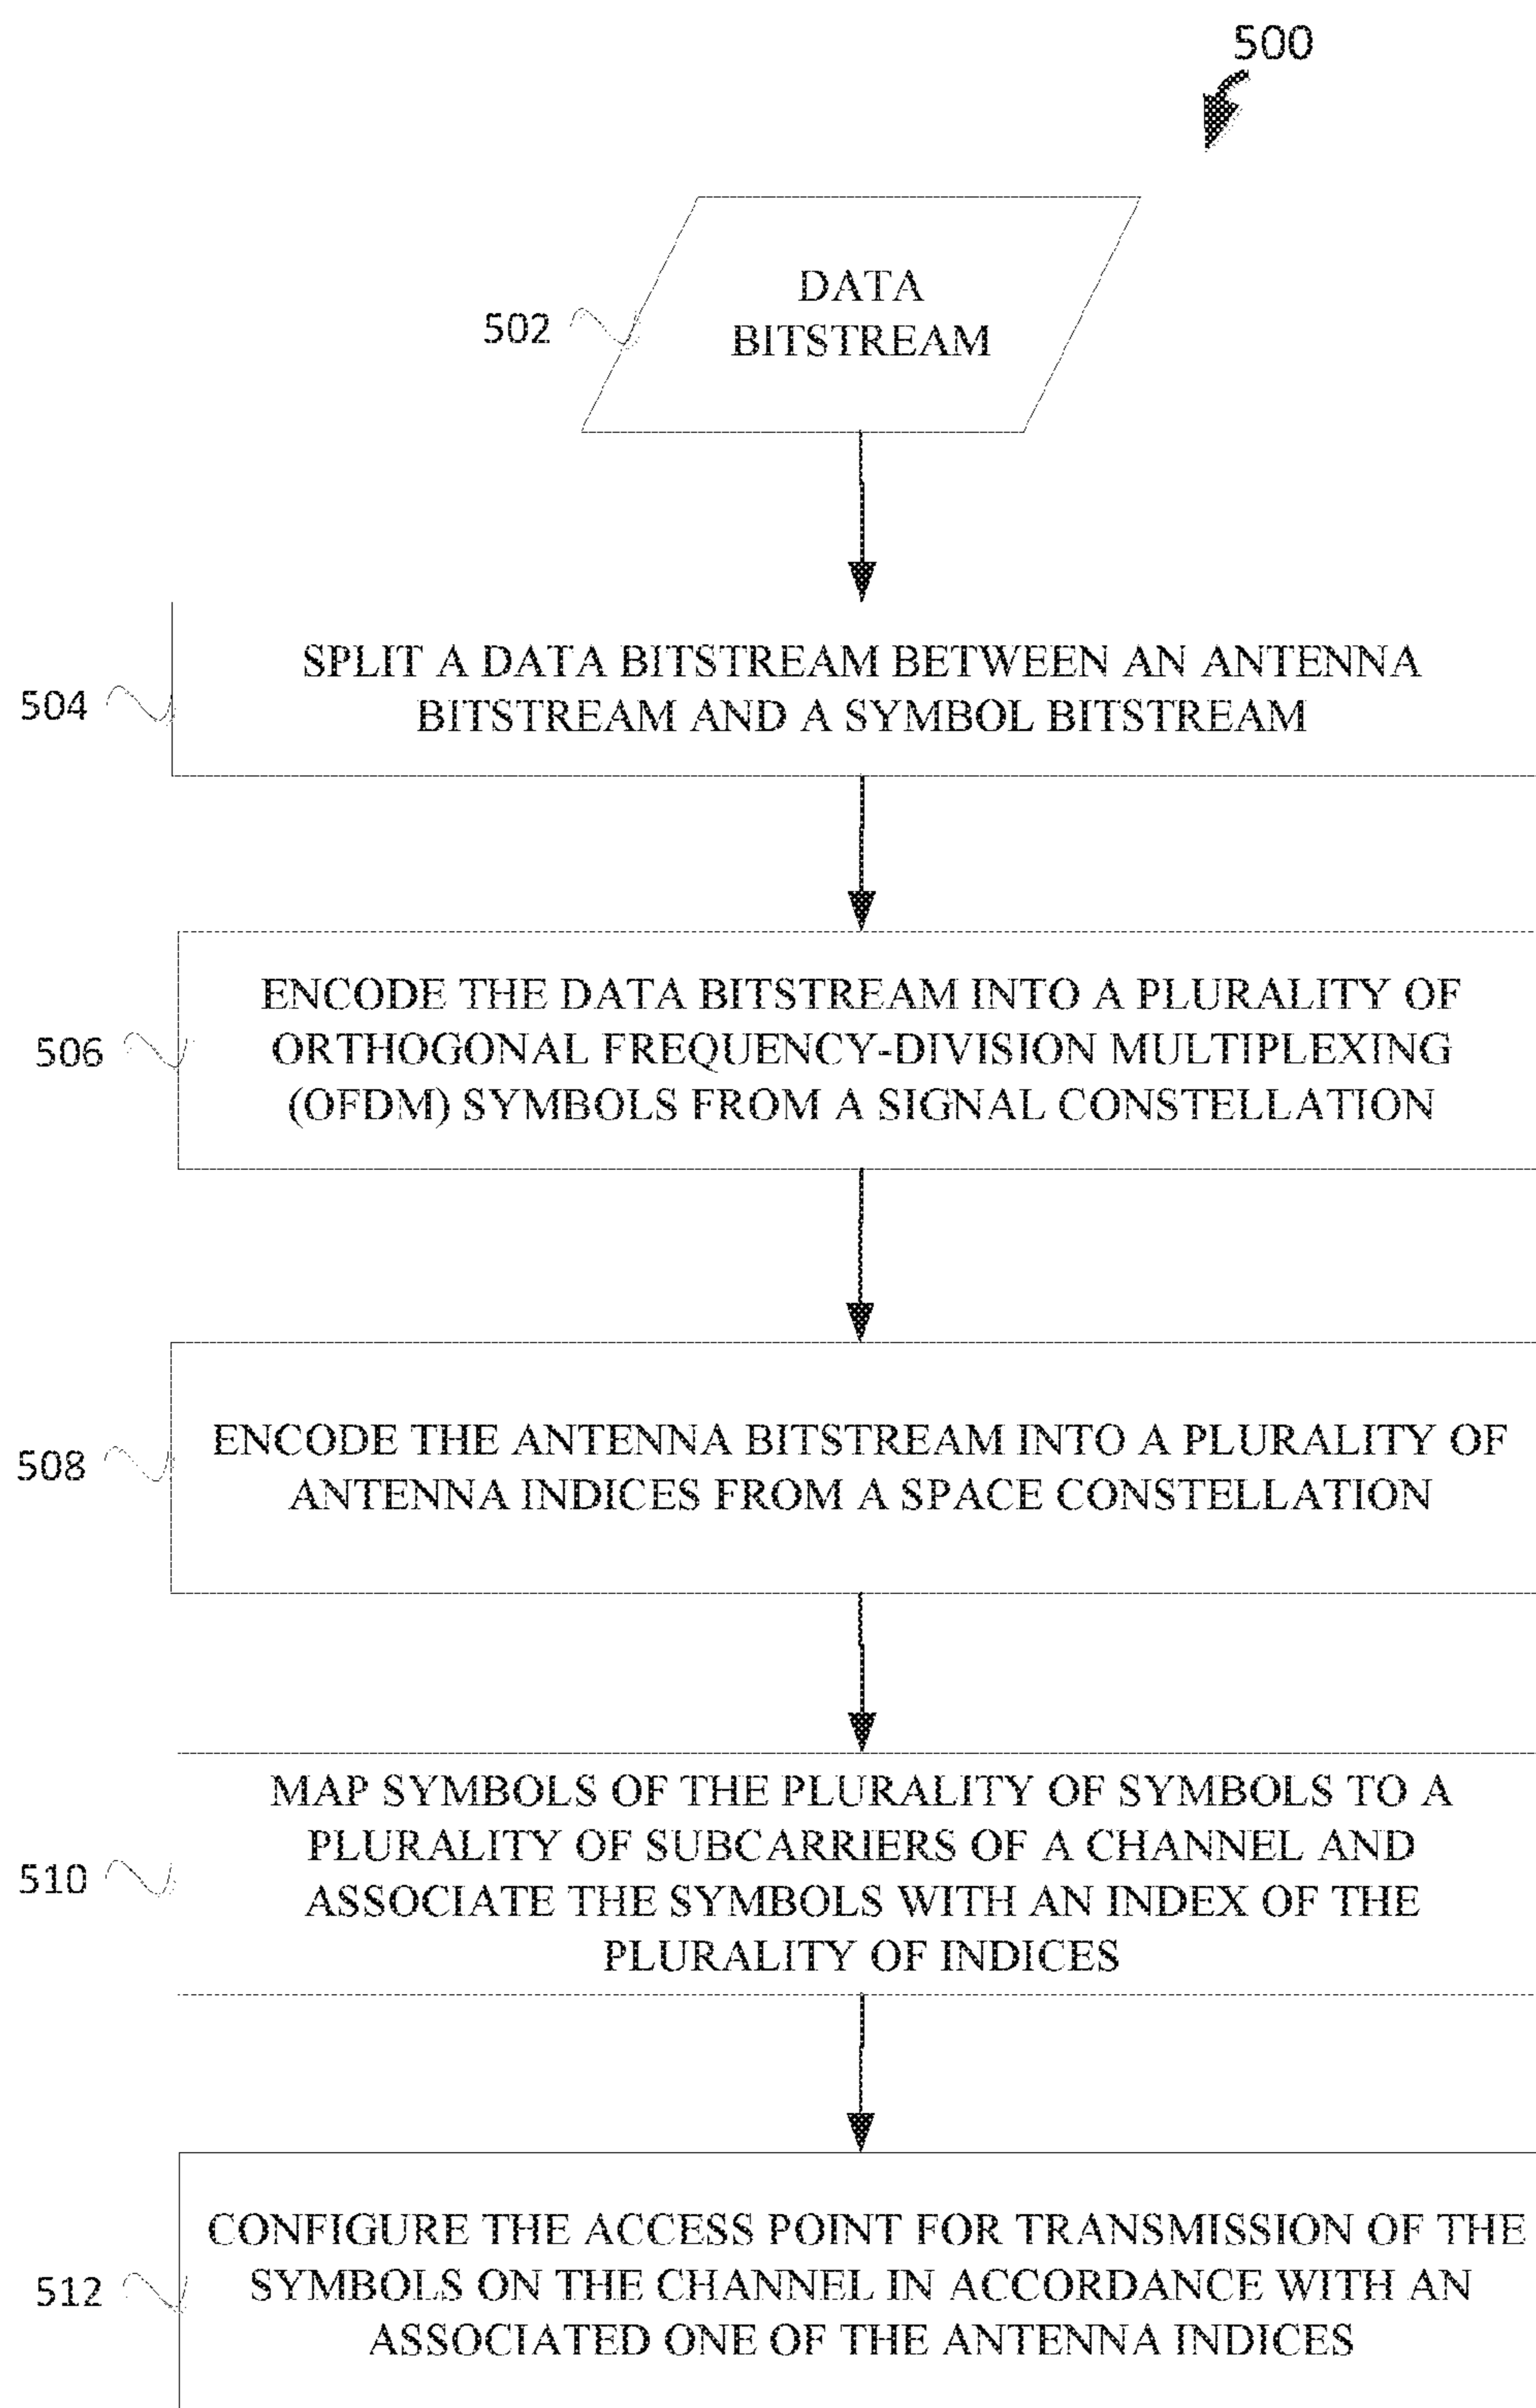 500
502
DATA
BITSTREAM
504
SPLIT A DATA BITSTREAM BETWEEN AN ANTENNA
BITSTREAM AND A SYMBOL BITSTREAM
506
ENCODE THE DATA BITSTREAM INTO A PLURALITY OF
ORTHOGONAL FREQUENCY-DIVISION MULTIPLEXING
(OFDM) SYMBOLS FROM A SIGNAL CONSTELLATION
508
ENCODE THE ANTENNA BITSTREAM INTO A PLURALITY OF
ANTENNA INDICES FROM A SPACE CONSTELLATION
510
MAP SYMBOLS OF THE PLURALITY OF SYMBOLS TO A
PLURALITY OF SUBCARRIERS OF A CHANNEL AND
ASSOCIATE THE SYMBOLS WITH AN INDEX OF THE
PLURALITY OF INDICES
512
CONFIGURE THE ACCESS POINT FOR TRANSMISSION OF THE
SYMBOLS ON THE CHANNEL IN ACCORDANCE WITH AN
ASSOCIATED ONE OF THE ANTENNA INDICES